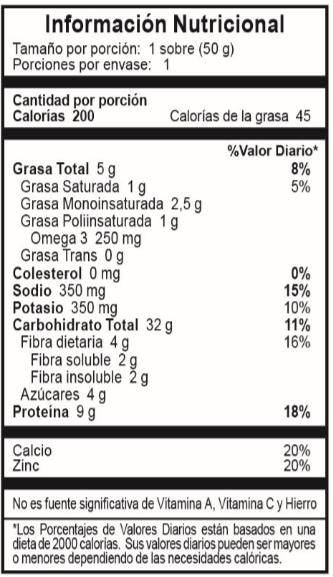 Información Nutricional
Tamaño por porción: 1 sobre (50 g)
Porciones por envase: 1
Cantidad por porción
Calorías 200 Calorías de la grasa 45
%Valor Diario*
Grasa Total 5 g 8%
Grasa Saturada 1 g 5%
Grasa Monoinsaturada 2,5 g
Grasa Poliinsaturada 1 g
Omega 3 250 mg
Grasa Trans 0 g
Colesterol 0 mg 0%
Sodio 350 mg 15%
Potasio 350 mg 10%
Carbohidrato Total 32 g 11%
Fibra dietaria 4 g 16%
Fibra soluble 2 g
Fibra insoluble 2 g
Azúcares 4 g
Proteína 9 g 18%
Calcio 20%
Zinc 20%
No es fuente significativa de Vitamina A, Vitamina C y Hierro
*Los Porcentajes de Valores Diarios están basados en una
dieta de 2000 calorías. Sus valores diarios pueden ser mayores
o menores dependiendo de las necesidades calóricas.